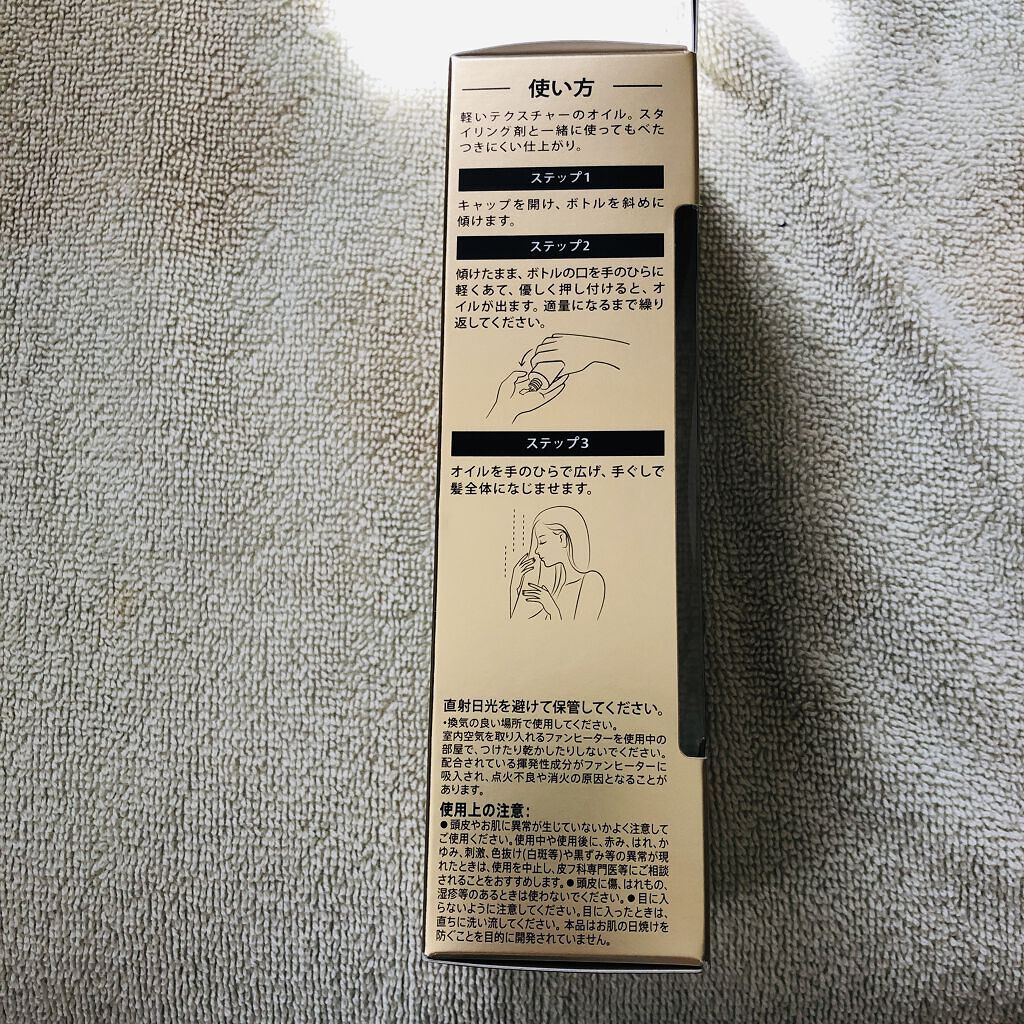 使い方
軽いテクスチャーのオイル。スタ
イリング剤と一緒に使ってもべた
つきにくい仕上がり。
ステップ1
キャップを開け、ボトルを斜めに
傾けます。
ステップ2
傾けたまま、ボトルの口を手のひらに
軽くあて、優しく押し付けると、オ
イルが出ます。適量になるまで繰り
返してください。
ステップ3
オイルを手のひらで広げ、手ぐしで
髪全体になじませます。
直射日光を避けて保管してください。
・換気の良い場所で使用してください。
室内空気を取り入れるファンヒーターを使用中の
部屋で、つけたり乾かしたりしないでください。
配合されている揮発性成分がファンヒーターに
吸入され、点火不良や消火の原因となることが
あります。
使用上の注意:
●頭皮やお肌に異常が生じていないかよく注意して
ご使用ください。使用中や使用後に、赤み、はれ、か
ゆみ、刺激、色抜け(白斑等)や黒ずみ等の異常が現
れたときは、使用を中止し、皮フ科専門医等にご相談
されることをおすすめします。●頭皮に傷、はれもの、
湿疹等のあるときは使わないでください。●目に入
らないように注意してください。目に入ったときは、
直ちに洗い流してください。本品はお肌の日焼けを
防ぐことを目的に開発されていません。